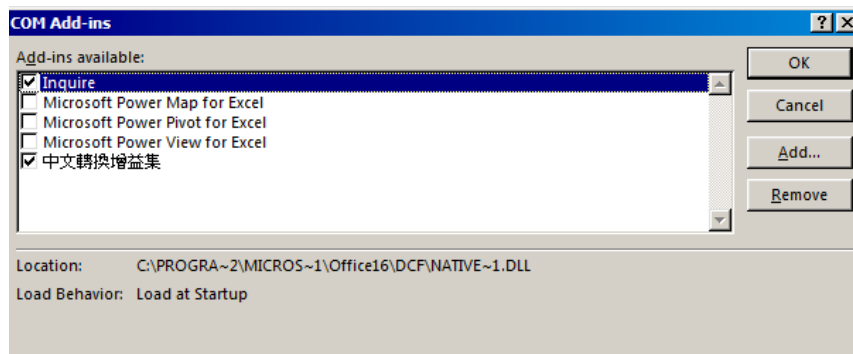 COM Add-ins
Add-ins available:
Inquire
Microsoft Power Map for Excel
Microsoft Power Pivot for Excel
Microsoft Power View for Excel
中文轉換增益集
OK
Cancel
Add...
Remove
Location: C:\PROGRA~2\MICROS~1\Office16\DCF\NATIVE~1.DLL
Load Behavior: Load at Startup